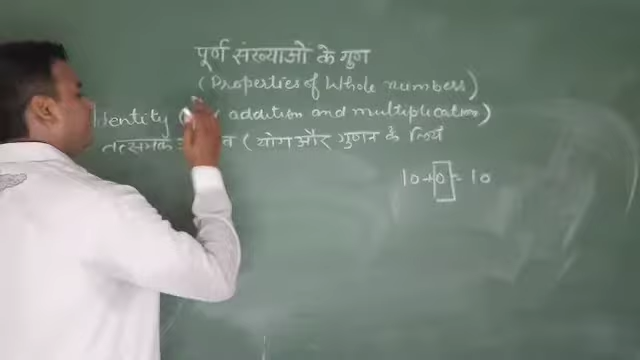 पूर्ण संख्याओ के गुण
(Properties of Whole numbers)
Identity ( addition and multiplication)
तत्समक ( योग और गुणन के लिये
10+0=10